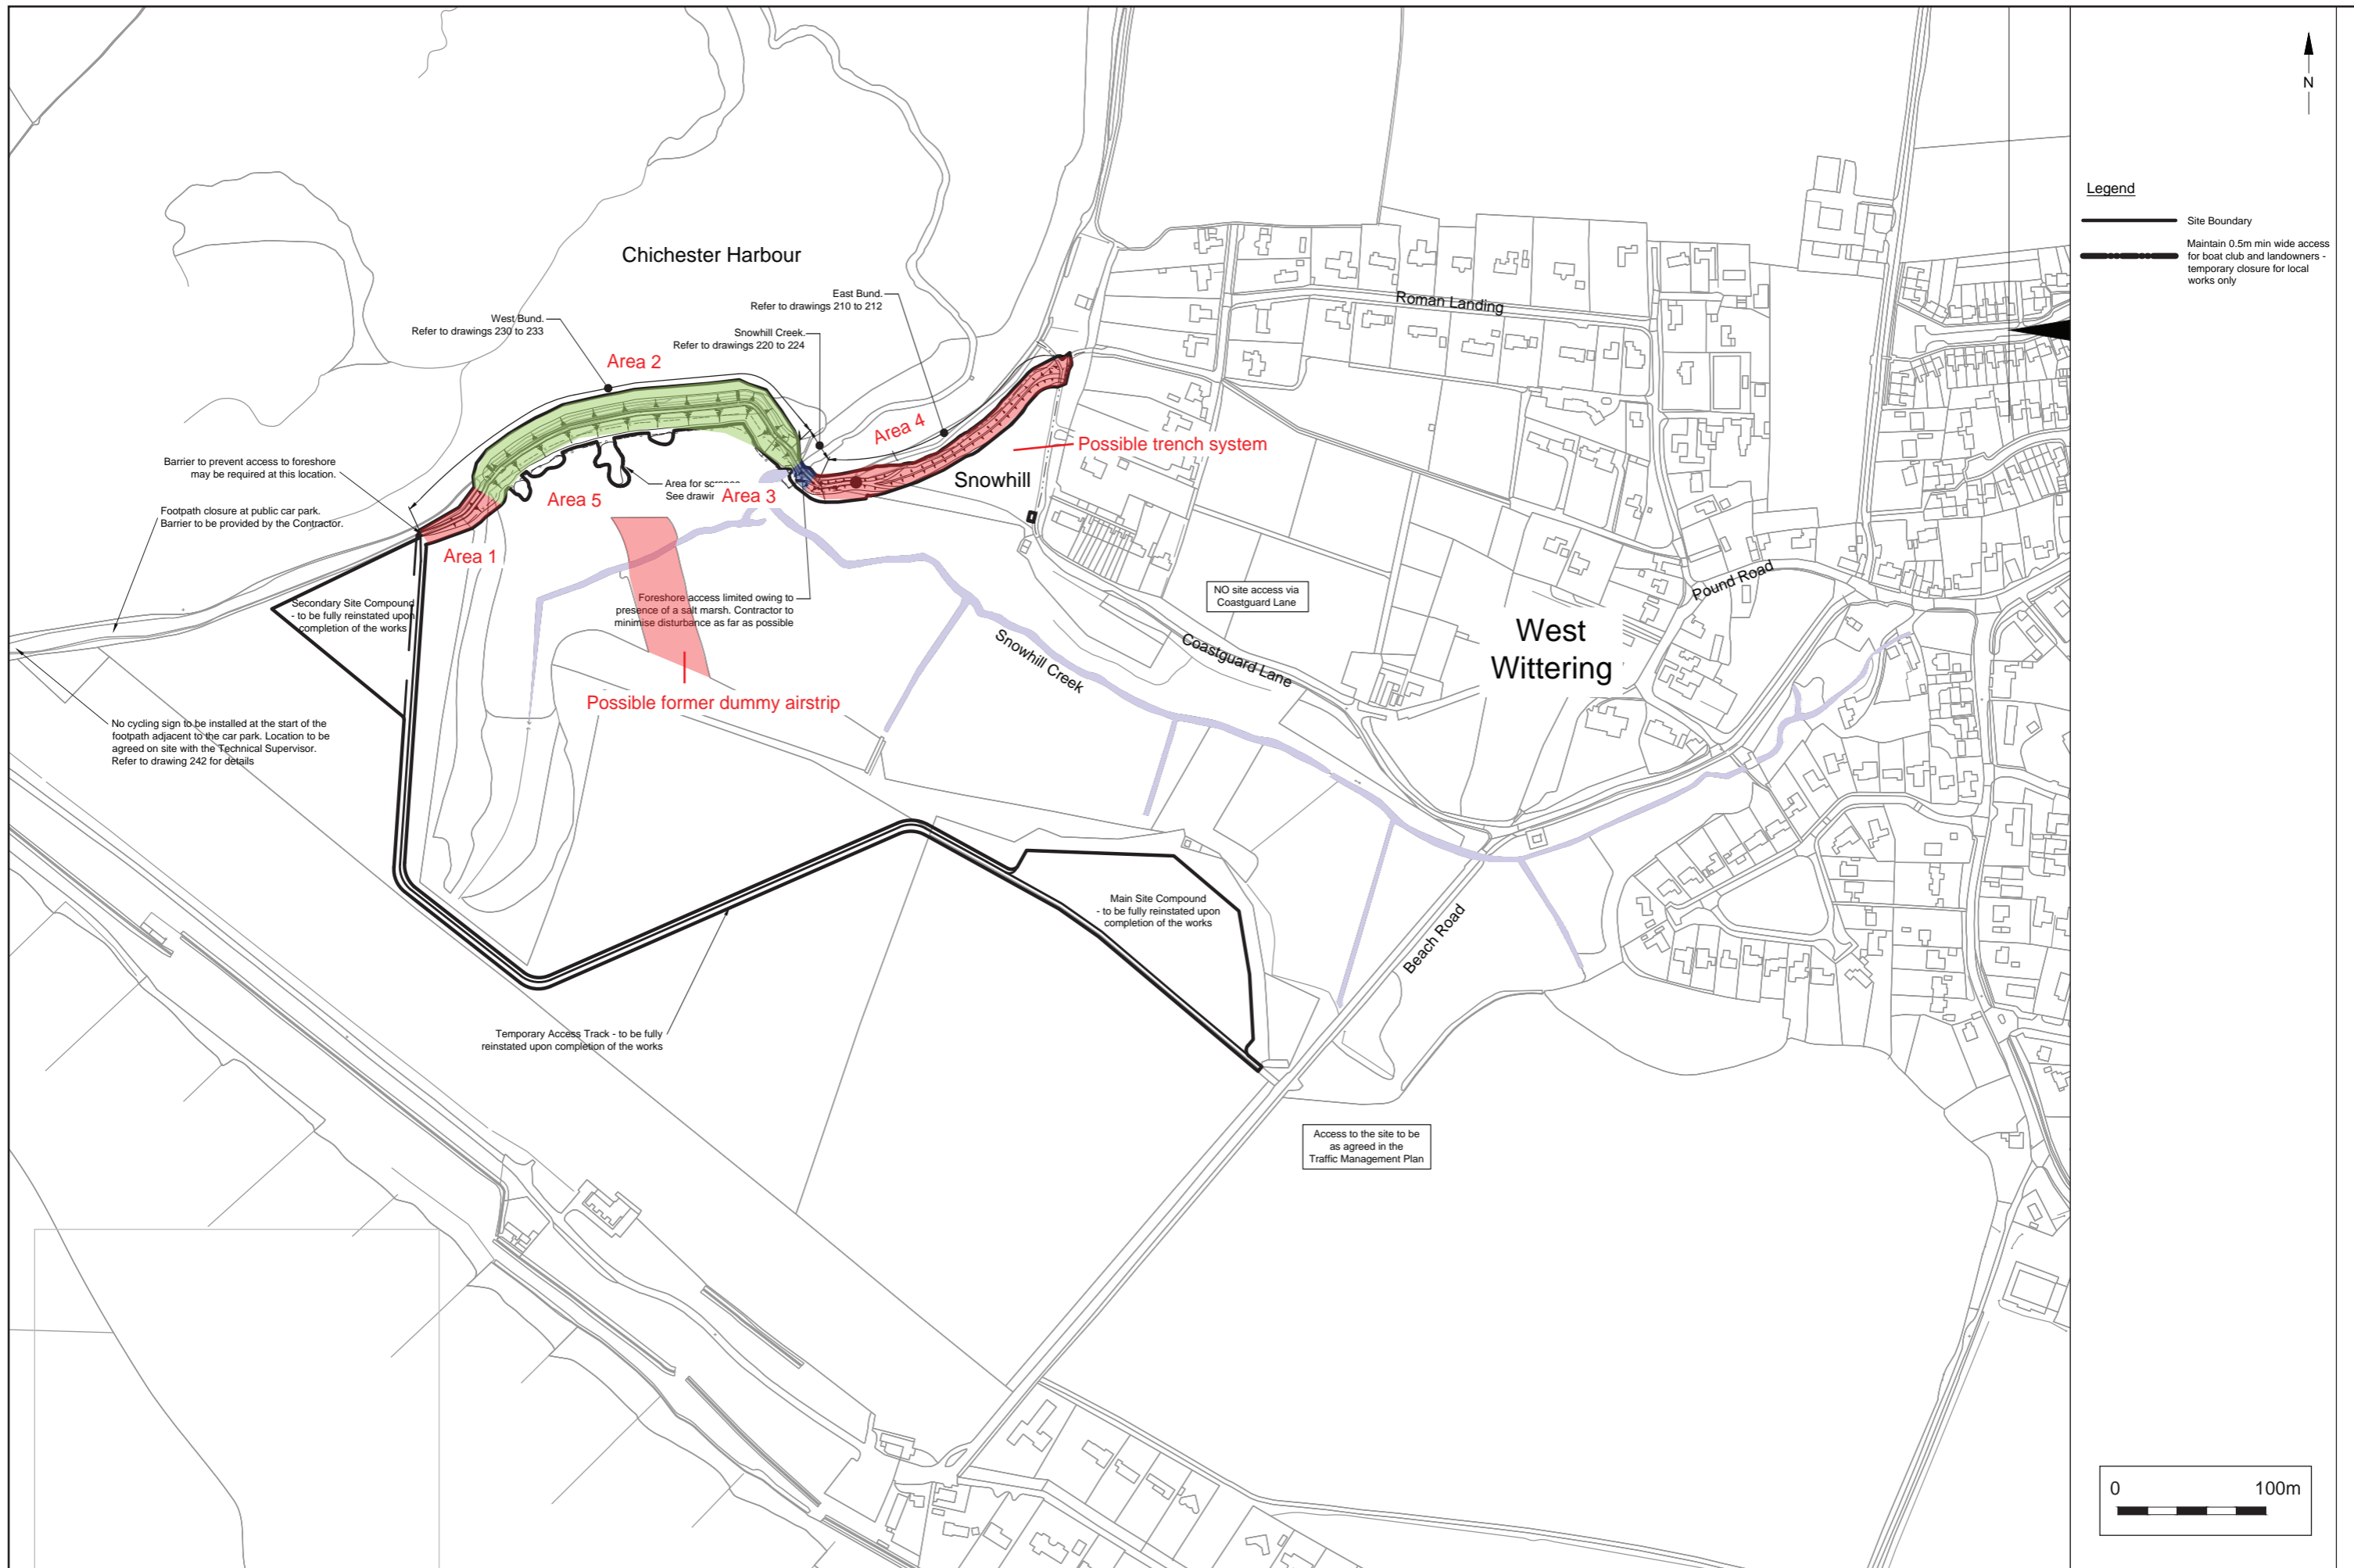 N
Legend
Site Boundary
Maintain 0.5m min wide access
for boat club and landowners -
temporary closure for local
works only
Chichester Harbour
East Bund.
Refer to drawings 210 to 212
West Bund.
Refer to drawings 230 to 233
Snowhill Creek.
Refer to drawings 220 to 224
Roman Landing
Area 2
Area 4
Possible trench system
Snowhill
Barrier to prevent access to foreshore
may be required at this location.
Area for
See
Area 3
Area 5
Footpath closure at public car park.
Barrier to be provided by the Contractor.
Area 1
Secondary Site Compound
- to be fully reinstated upon
completion of the works
Foreshore access limited owing to
presence of a salt marsh. Contractor to
minimise disturbance as far as possible
NO site access via
Coastguard Lane
Pound Road
West
Wittering
Snowhill Creek
Coastguard Lane
Possible former dummy airstrip
No cycling sign to be installed at the start of the
footpath adjacent to the car park. Location to be
agreed on site with the Technical Supervisor.
Refer to drawing 242 for details
Main Site Compound
- to be fully reinstated upon
completion of the works
Beach Road
Temporary Access Track - to be fully
reinstated upon completion of the works
Access to the site to be
as agreed in the
Traffic Management Plan
0 100m